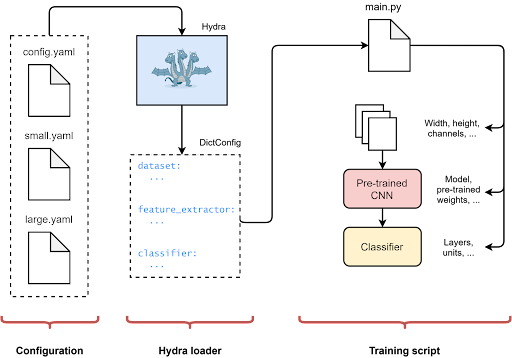 config.yaml
small.yaml
large.yaml
Configuration
Hydra
DictConfig
dataset:
...
feature_extractor:
...
classifier:
...
Hydra loader
main.py
Width, height,
channels, ...
Pre-trained
CNN
Model,
pre-trained
weights, ...
Classifier
Layers,
units, ...
Training script